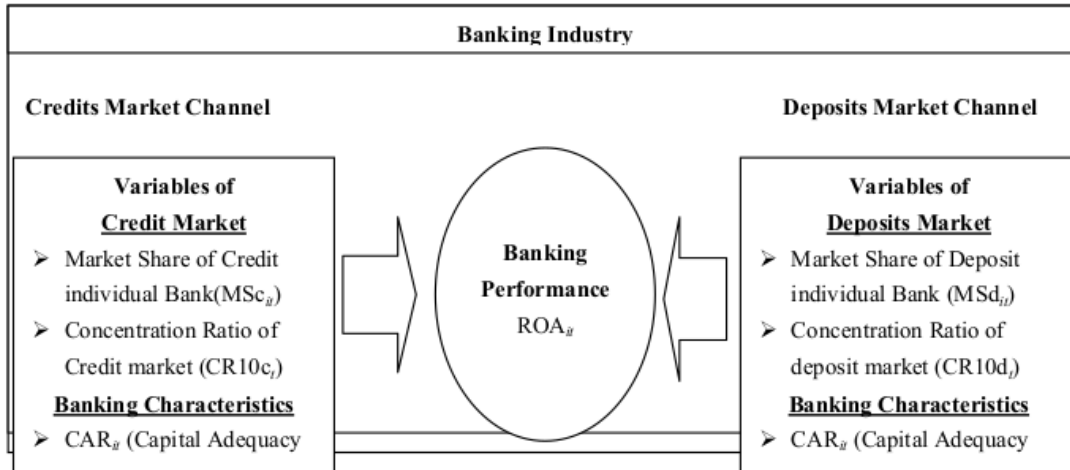 Banking Industry
Credits Market Channel
Deposits Market Channel
Variables of
Credit Market
➢ Market Share of Credit
individual Bank(MSc_it)
➢ Concentration Ratio of
Credit market (CR10c_t)
Banking Characteristics
➢ CAR_it (Capital Adequacy
Banking
Performance
ROA_it
Variables of
Deposits Market
➢ Market Share of Deposit
individual Bank (MSd_it)
➢ Concentration Ratio of
deposit market (CR10d_t)
Banking Characteristics
➢ CAR_it (Capital Adequacy